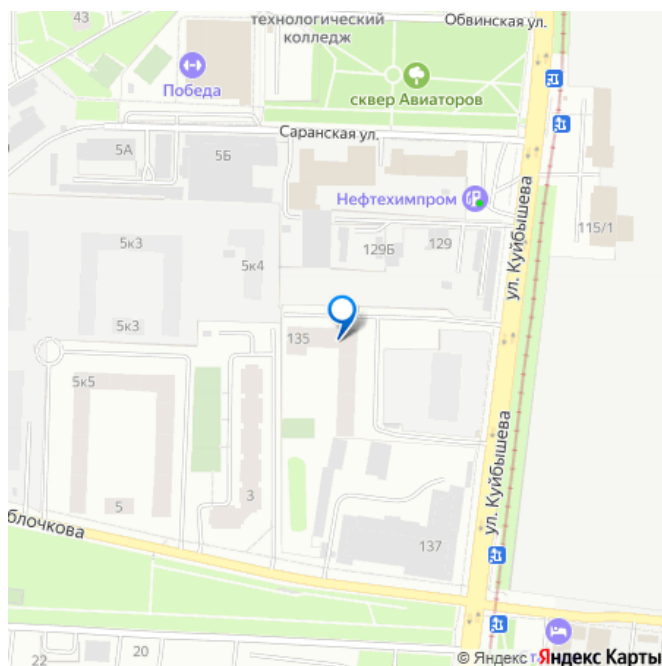 43
технологический
колледж
Обвинская ул.
Победа
сквер Авиаторов
Саранская ул.
5А
5Б
Нефтехимпром
5к3
5к4
129Б
129
115/1
ул. Куйбышева
5к3
135
5к5
3
5
ул. Куйбышева
блочкова
137
22
20
© Яндекс
Яндекс Карты